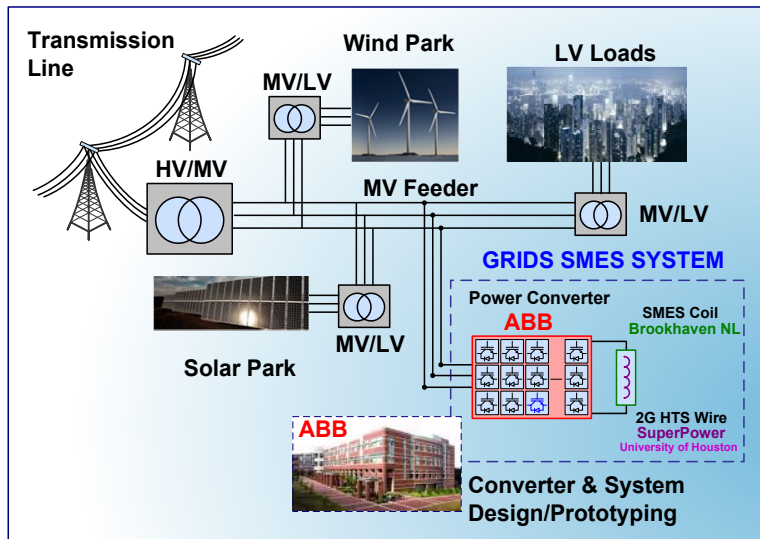 Transmission
Line
Wind Park
LV Loads
MV/LV
HV/MV
MV Feeder
MV/LV
GRIDS SMES SYSTEM
Power Converter
ABB
SMES Coil
Brookhaven NL
MV/LV
Solar Park
2G HTS Wire
SuperPower
University of Houston
ABB
Converter & System
Design/Prototyping